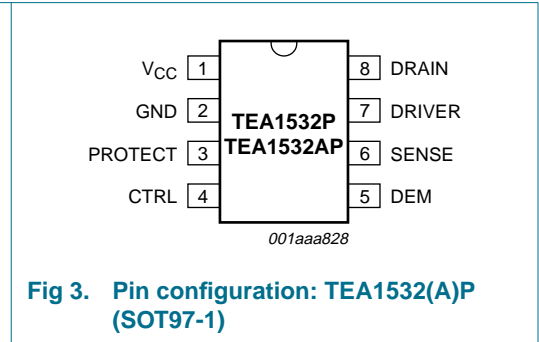 VCC 1 8 DRAIN
GND 2 7 DRIVER
TEA1532P
PROTECT 3 TEA1532AP 6 SENSE
CTRL 4 5 DEM
001aaa828
Fig 3. Pin configuration: TEA1532(A)P
(SOT97-1)